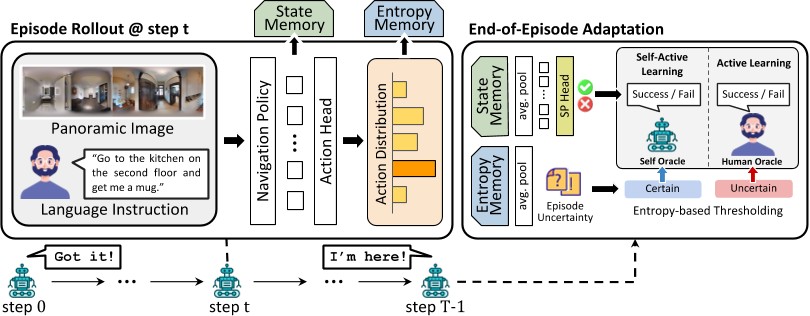 Episode Rollout @ step t
State
Memory
Entropy
Memory
Panoramic Image
"Go to the kitchen on
the second floor and
get me a mug."
Language Instruction
Navigation Policy
Action Head
Action Distribution
End-of-Episode Adaptation
State
Memory
avg. pool
SP Head
Entropy
Memory
avg. pool
Episode
Uncertainty
Self-Active
Learning
Success / Fail
Self Oracle
Active Learning
Success / Fail
Human Oracle
Certain
Uncertain
Entropy-based Thresholding
Got it!
I'm here!
step 0
step t
step T-1